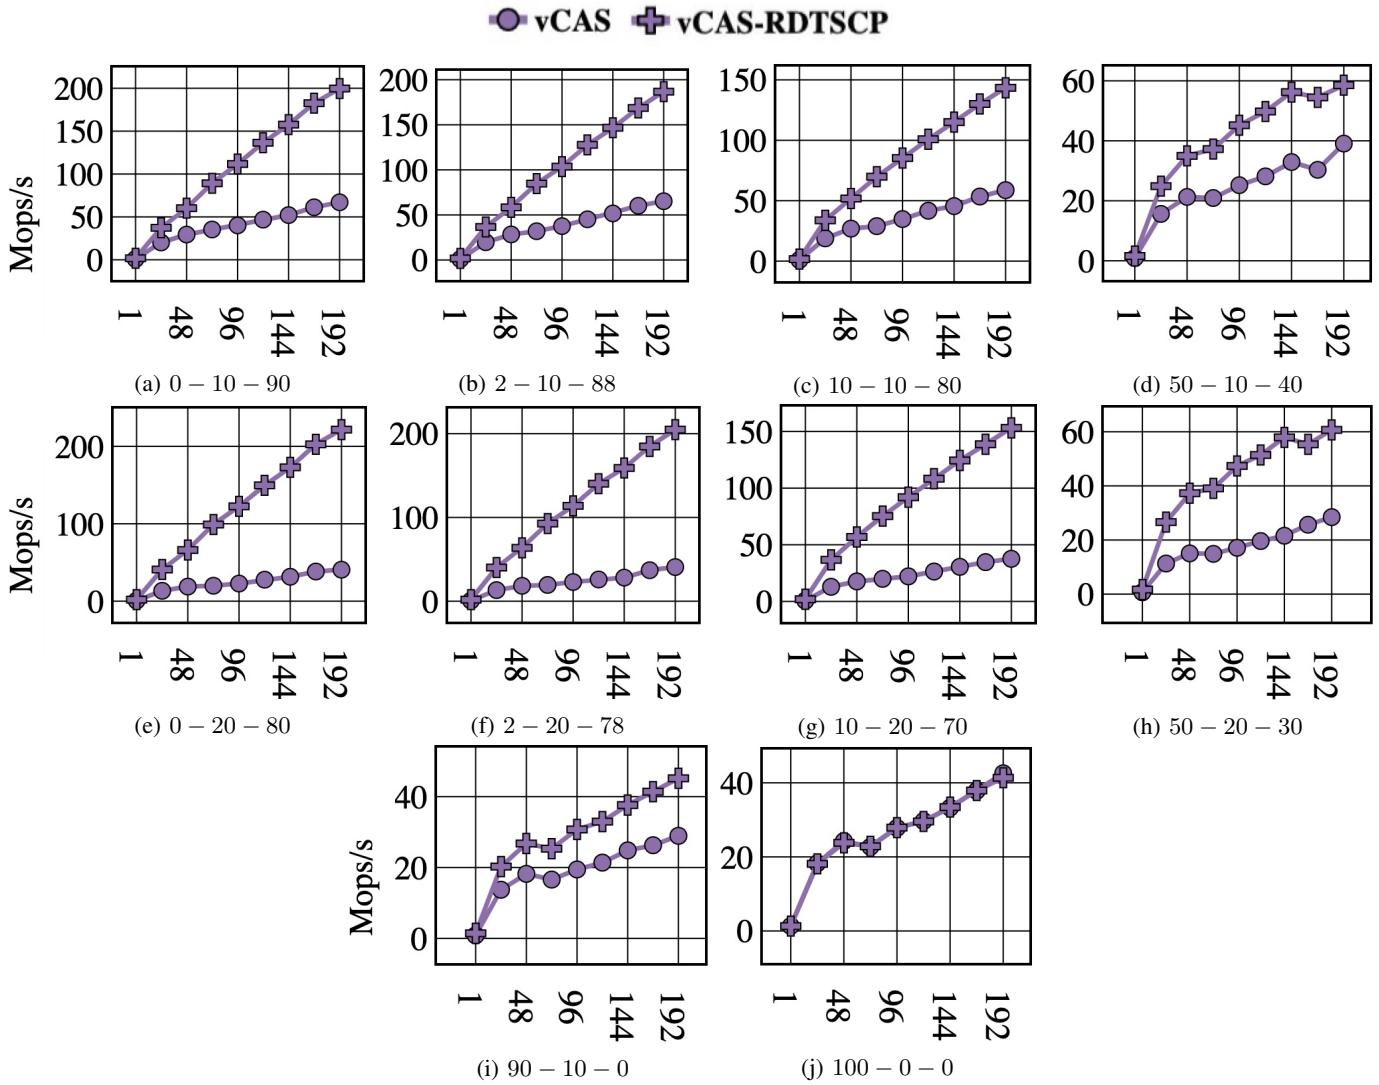 vCAS vCAS-RDTSCP
Mops/s
200
150
100
50
0
1 48 96 144 192
(a) 0 − 10 − 90
200
150
100
50
0
1 48 96 144 192
(b) 2 − 10 − 88
150
100
50
0
1 48 96 144 192
(c) 10 − 10 − 80
60
40
20
0
1 48 96 144 192
(d) 50 − 10 − 40
Mops/s
200
100
0
1 48 96 144 192
(e) 0 − 20 − 80
200
100
0
1 48 96 144 192
(f) 2 − 20 − 78
150
100
50
0
1 48 96 144 192
(g) 10 − 20 − 70
60
40
20
0
1 48 96 144 192
(h) 50 − 20 − 30
Mops/s
40
20
0
1 48 96 144 192
(i) 90 − 10 − 0
40
20
0
1 48 96 144 192
(j) 100 − 0 − 0